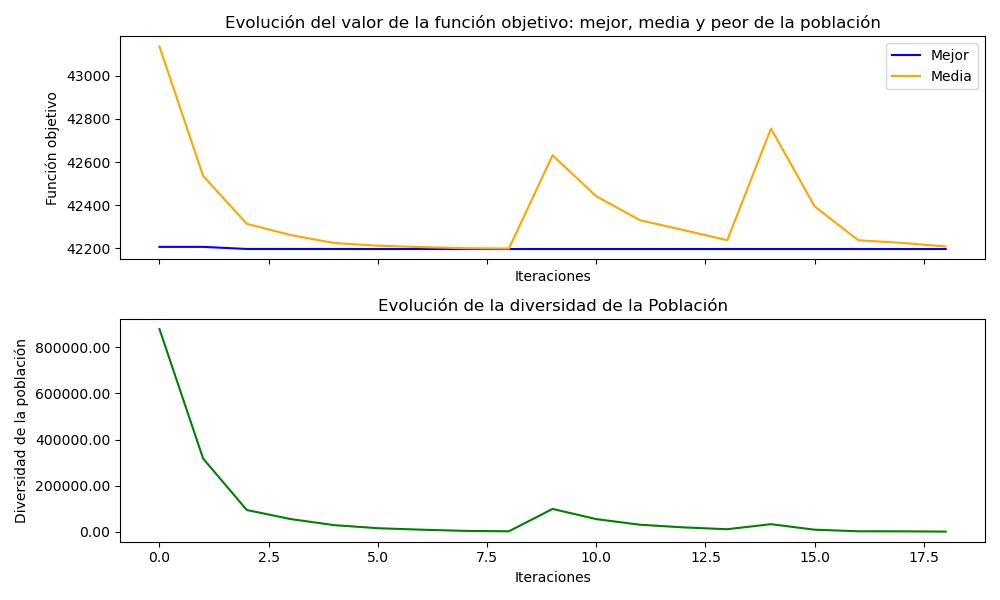 Evolución del valor de la función objetivo: mejor, media y peor de la población
Función objetivo
43000
42800
42600
42400
42200
Mejor
Media
Iteraciones
Evolución de la diversidad de la Población
Diversidad de la población
800000.00
600000.00
400000.00
200000.00
0.00
0.0 2.5 5.0 7.5 10.0 12.5 15.0 17.5
Iteraciones